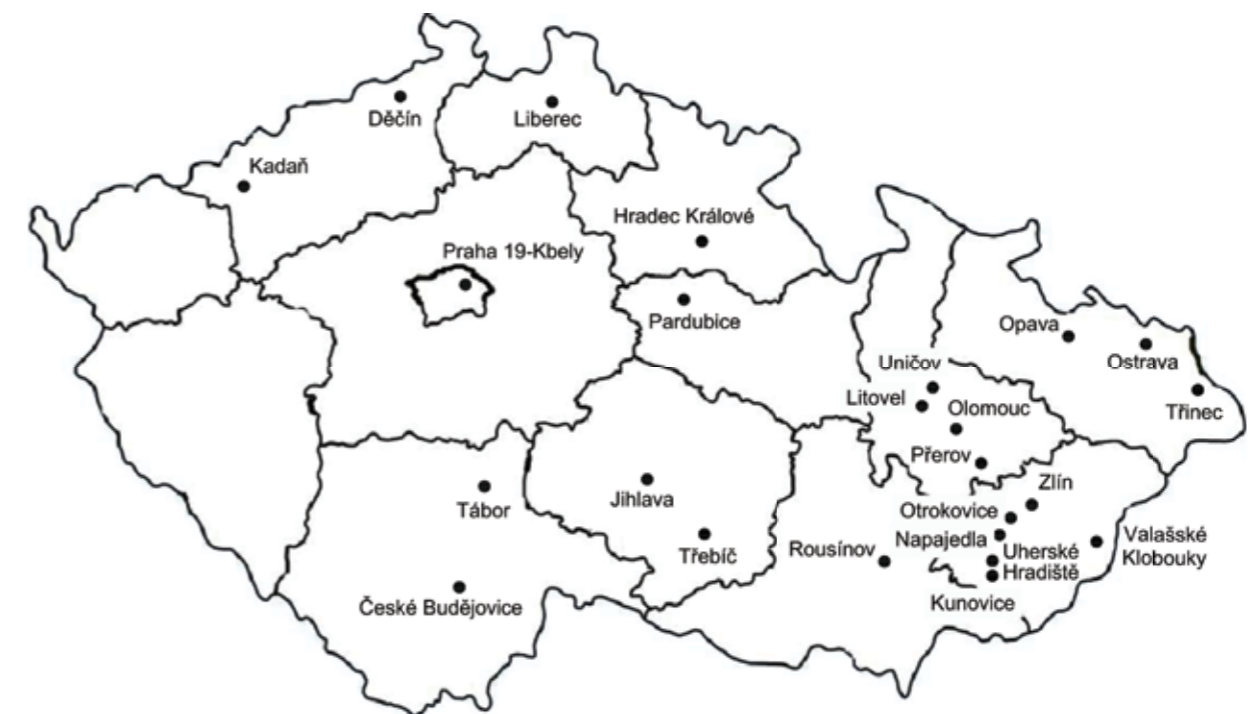 Děčín
Liberec
Kadaň
Hradec Králové
Praha 19-Kbely
Pardubice
Opava
Ostrava
Uničov
Litovel
Třinec
Olomouc
Přerov
Zlín
Jihlava
Tábor
Otrokovice
Napajedla
Valašské
Klobouky
Třebíč
Rousínov
Uherské
Hradiště
Kunovice
České Budějovice